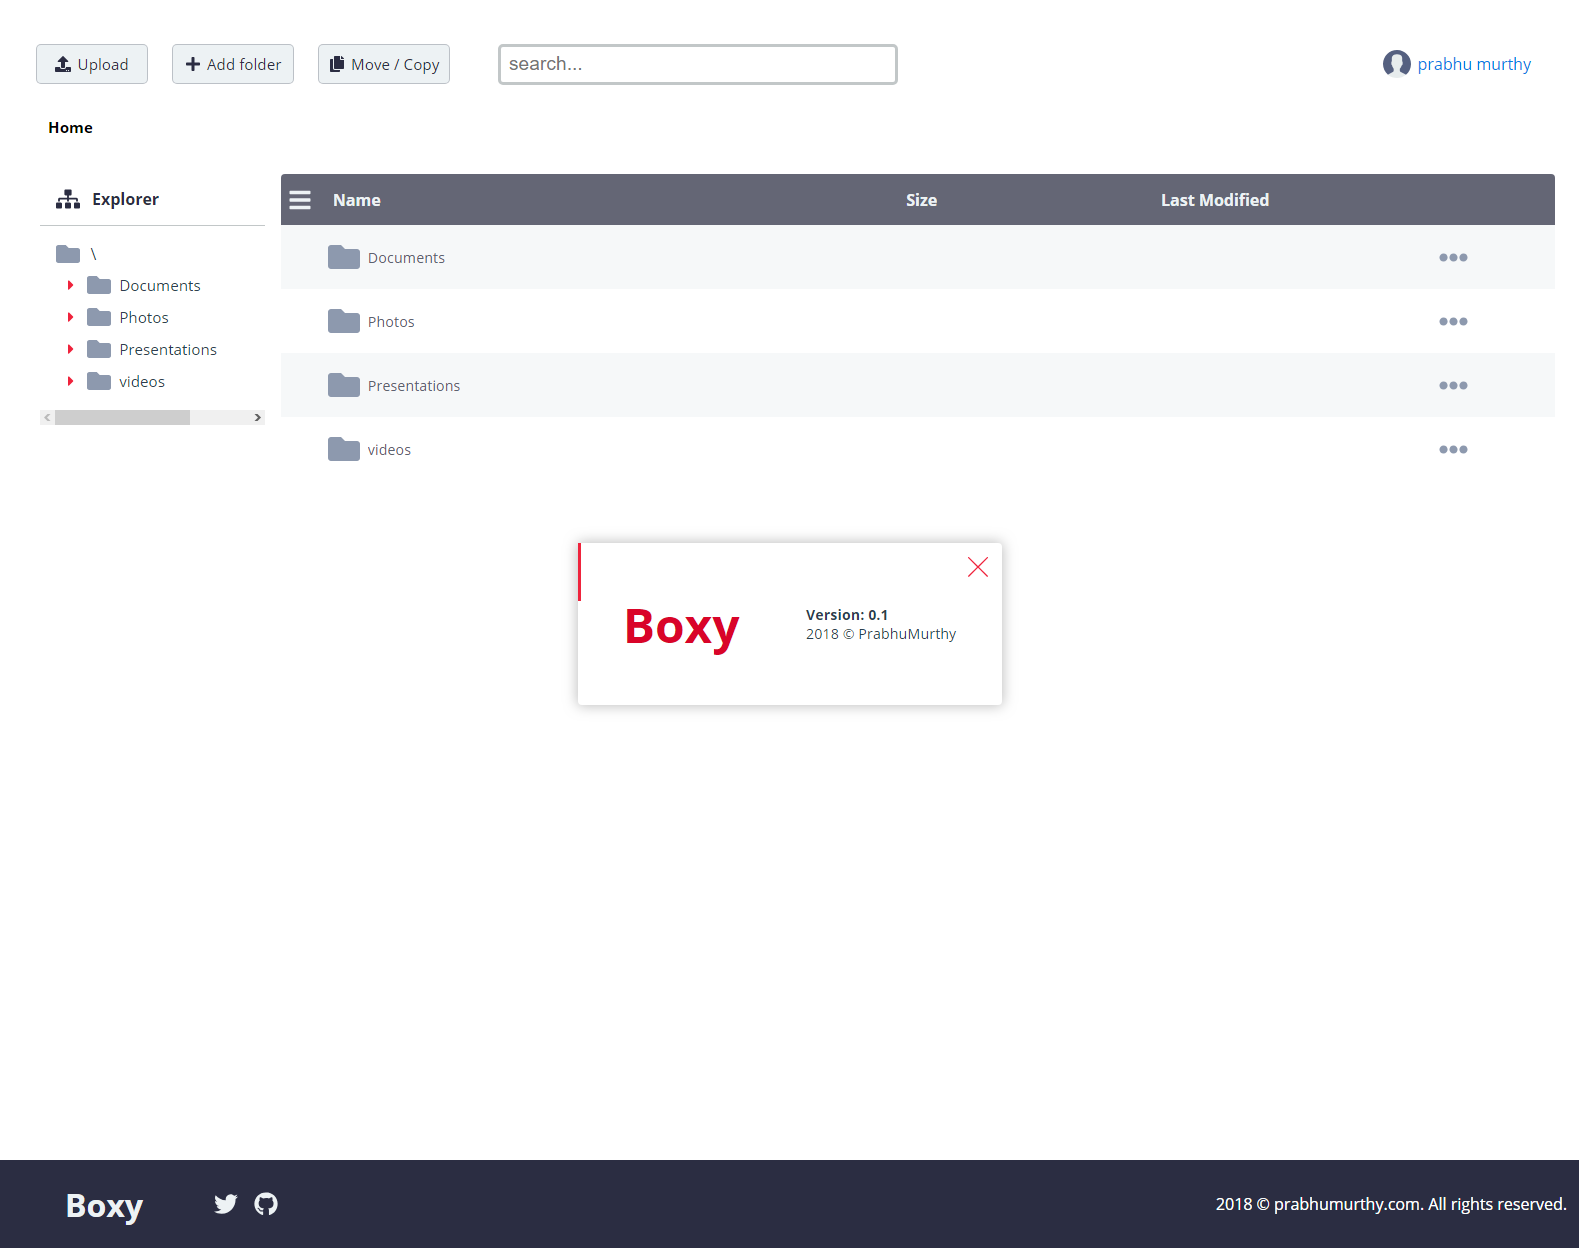 Upload Add folder Move / Copy search... prabhu murthy
Home
Explorer
Name Size Last Modified
\
Documents
Photos
Presentations
videos
Documents
Photos
Presentations
videos
Boxy
Version: 0.1
2018 © PrabhuMurthy
Boxy
2018 © prabhumurthy.com. All rights reserved.